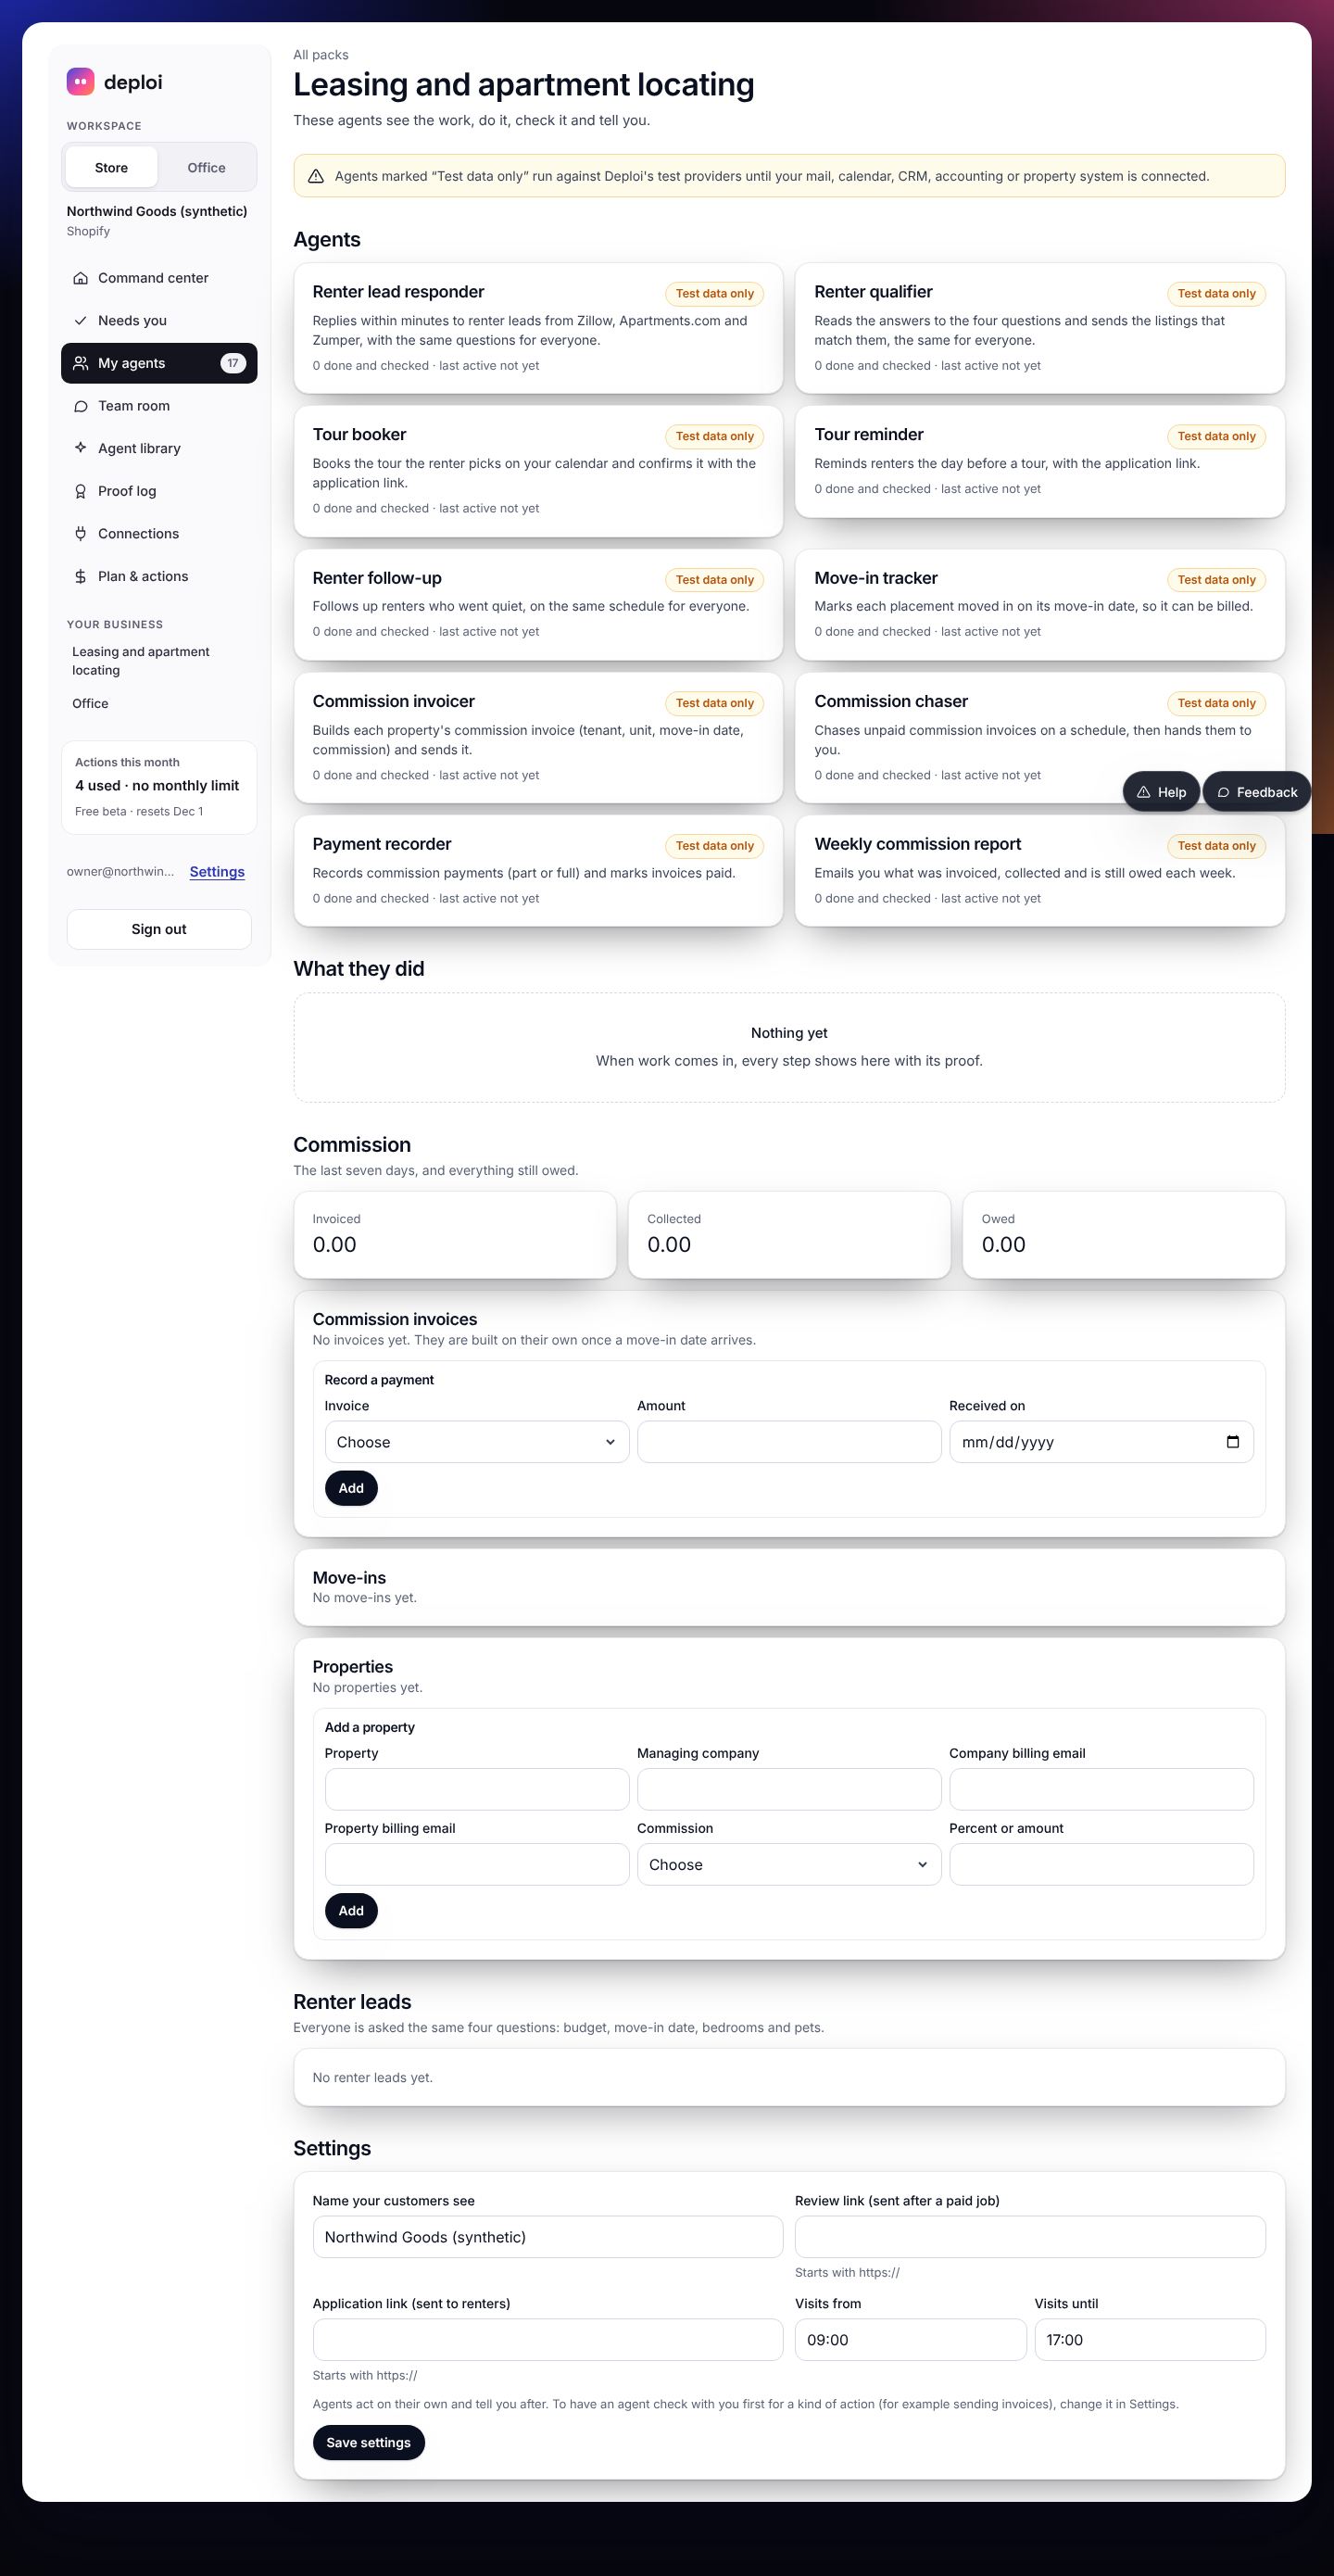 deploi
WORKSPACE
Store
Office
Northwind Goods (synthetic)
Shopify
Command center
Needs you
My agents
17
Team room
Agent library
Proof log
Connections
Plan & actions
YOUR BUSINESS
Leasing and apartment
locating
Office
Actions this month
4 used · no monthly limit
Free beta · resets Dec 1
owner@northwin...
Settings
Sign out
All packs
Leasing and apartment locating
These agents see the work, do it, check it and tell you.
Agents marked “Test data only” run against Deploi's test providers until your mail, calendar, CRM, accounting or property system is connected.
Agents
Renter lead responder
Test data only
Replies within minutes to renter leads from Zillow, Apartments.com and
Zumper, with the same questions for everyone.
0 done and checked · last active not yet
Renter qualifier
Test data only
Reads the answers to the four questions and sends the listings that
match them, the same for everyone.
0 done and checked · last active not yet
Tour booker
Test data only
Books the tour the renter picks on your calendar and confirms it with the
application link.
0 done and checked · last active not yet
Tour reminder
Test data only
Reminds renters the day before a tour, with the application link.
0 done and checked · last active not yet
Renter follow-up
Test data only
Follows up renters who went quiet, on the same schedule for everyone.
0 done and checked · last active not yet
Move-in tracker
Test data only
Marks each placement moved in on its move-in date, so it can be billed.
0 done and checked · last active not yet
Commission invoicer
Test data only
Builds each property's commission invoice (tenant, unit, move-in date,
commission) and sends it.
0 done and checked · last active not yet
Commission chaser
Test data only
Chases unpaid commission invoices on a schedule, then hands them to
you.
0 done and checked · last active not yet
Help
Feedback
Payment recorder
Test data only
Records commission payments (part or full) and marks invoices paid.
0 done and checked · last active not yet
Weekly commission report
Test data only
Emails you what was invoiced, collected and is still owed each week.
0 done and checked · last active not yet
What they did
Nothing yet
When work comes in, every step shows here with its proof.
Commission
The last seven days, and everything still owed.
Invoiced
0.00
Collected
0.00
Owed
0.00
Commission invoices
No invoices yet. They are built on their own once a move-in date arrives.
Record a payment
Invoice
Amount
Received on
Choose
mm/dd/yyyy
Add
Move-ins
No move-ins yet.
Properties
No properties yet.
Add a property
Property
Managing company
Company billing email
Property billing email
Commission
Percent or amount
Choose
Add
Renter leads
Everyone is asked the same four questions: budget, move-in date, bedrooms and pets.
No renter leads yet.
Settings
Name your customers see
Review link (sent after a paid job)
Northwind Goods (synthetic)
Starts with https://
Application link (sent to renters)
Visits from
Visits until
09:00
17:00
Starts with https://
Agents act on their own and tell you after. To have an agent check with you first for a kind of action (for example sending invoices), change it in Settings.
Save settings